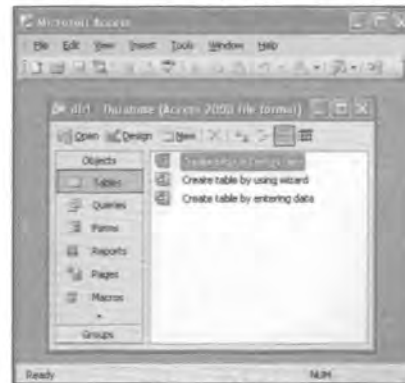 Microsoft Access
File Edit View Insert Tools Window Help
(Access 2000 file format)
Open Design New
Objects
Tables
Create table by using wizard
Queries
Create table by entering data
Forms
Reports
Pages
Macros
Groups
Ready NUM